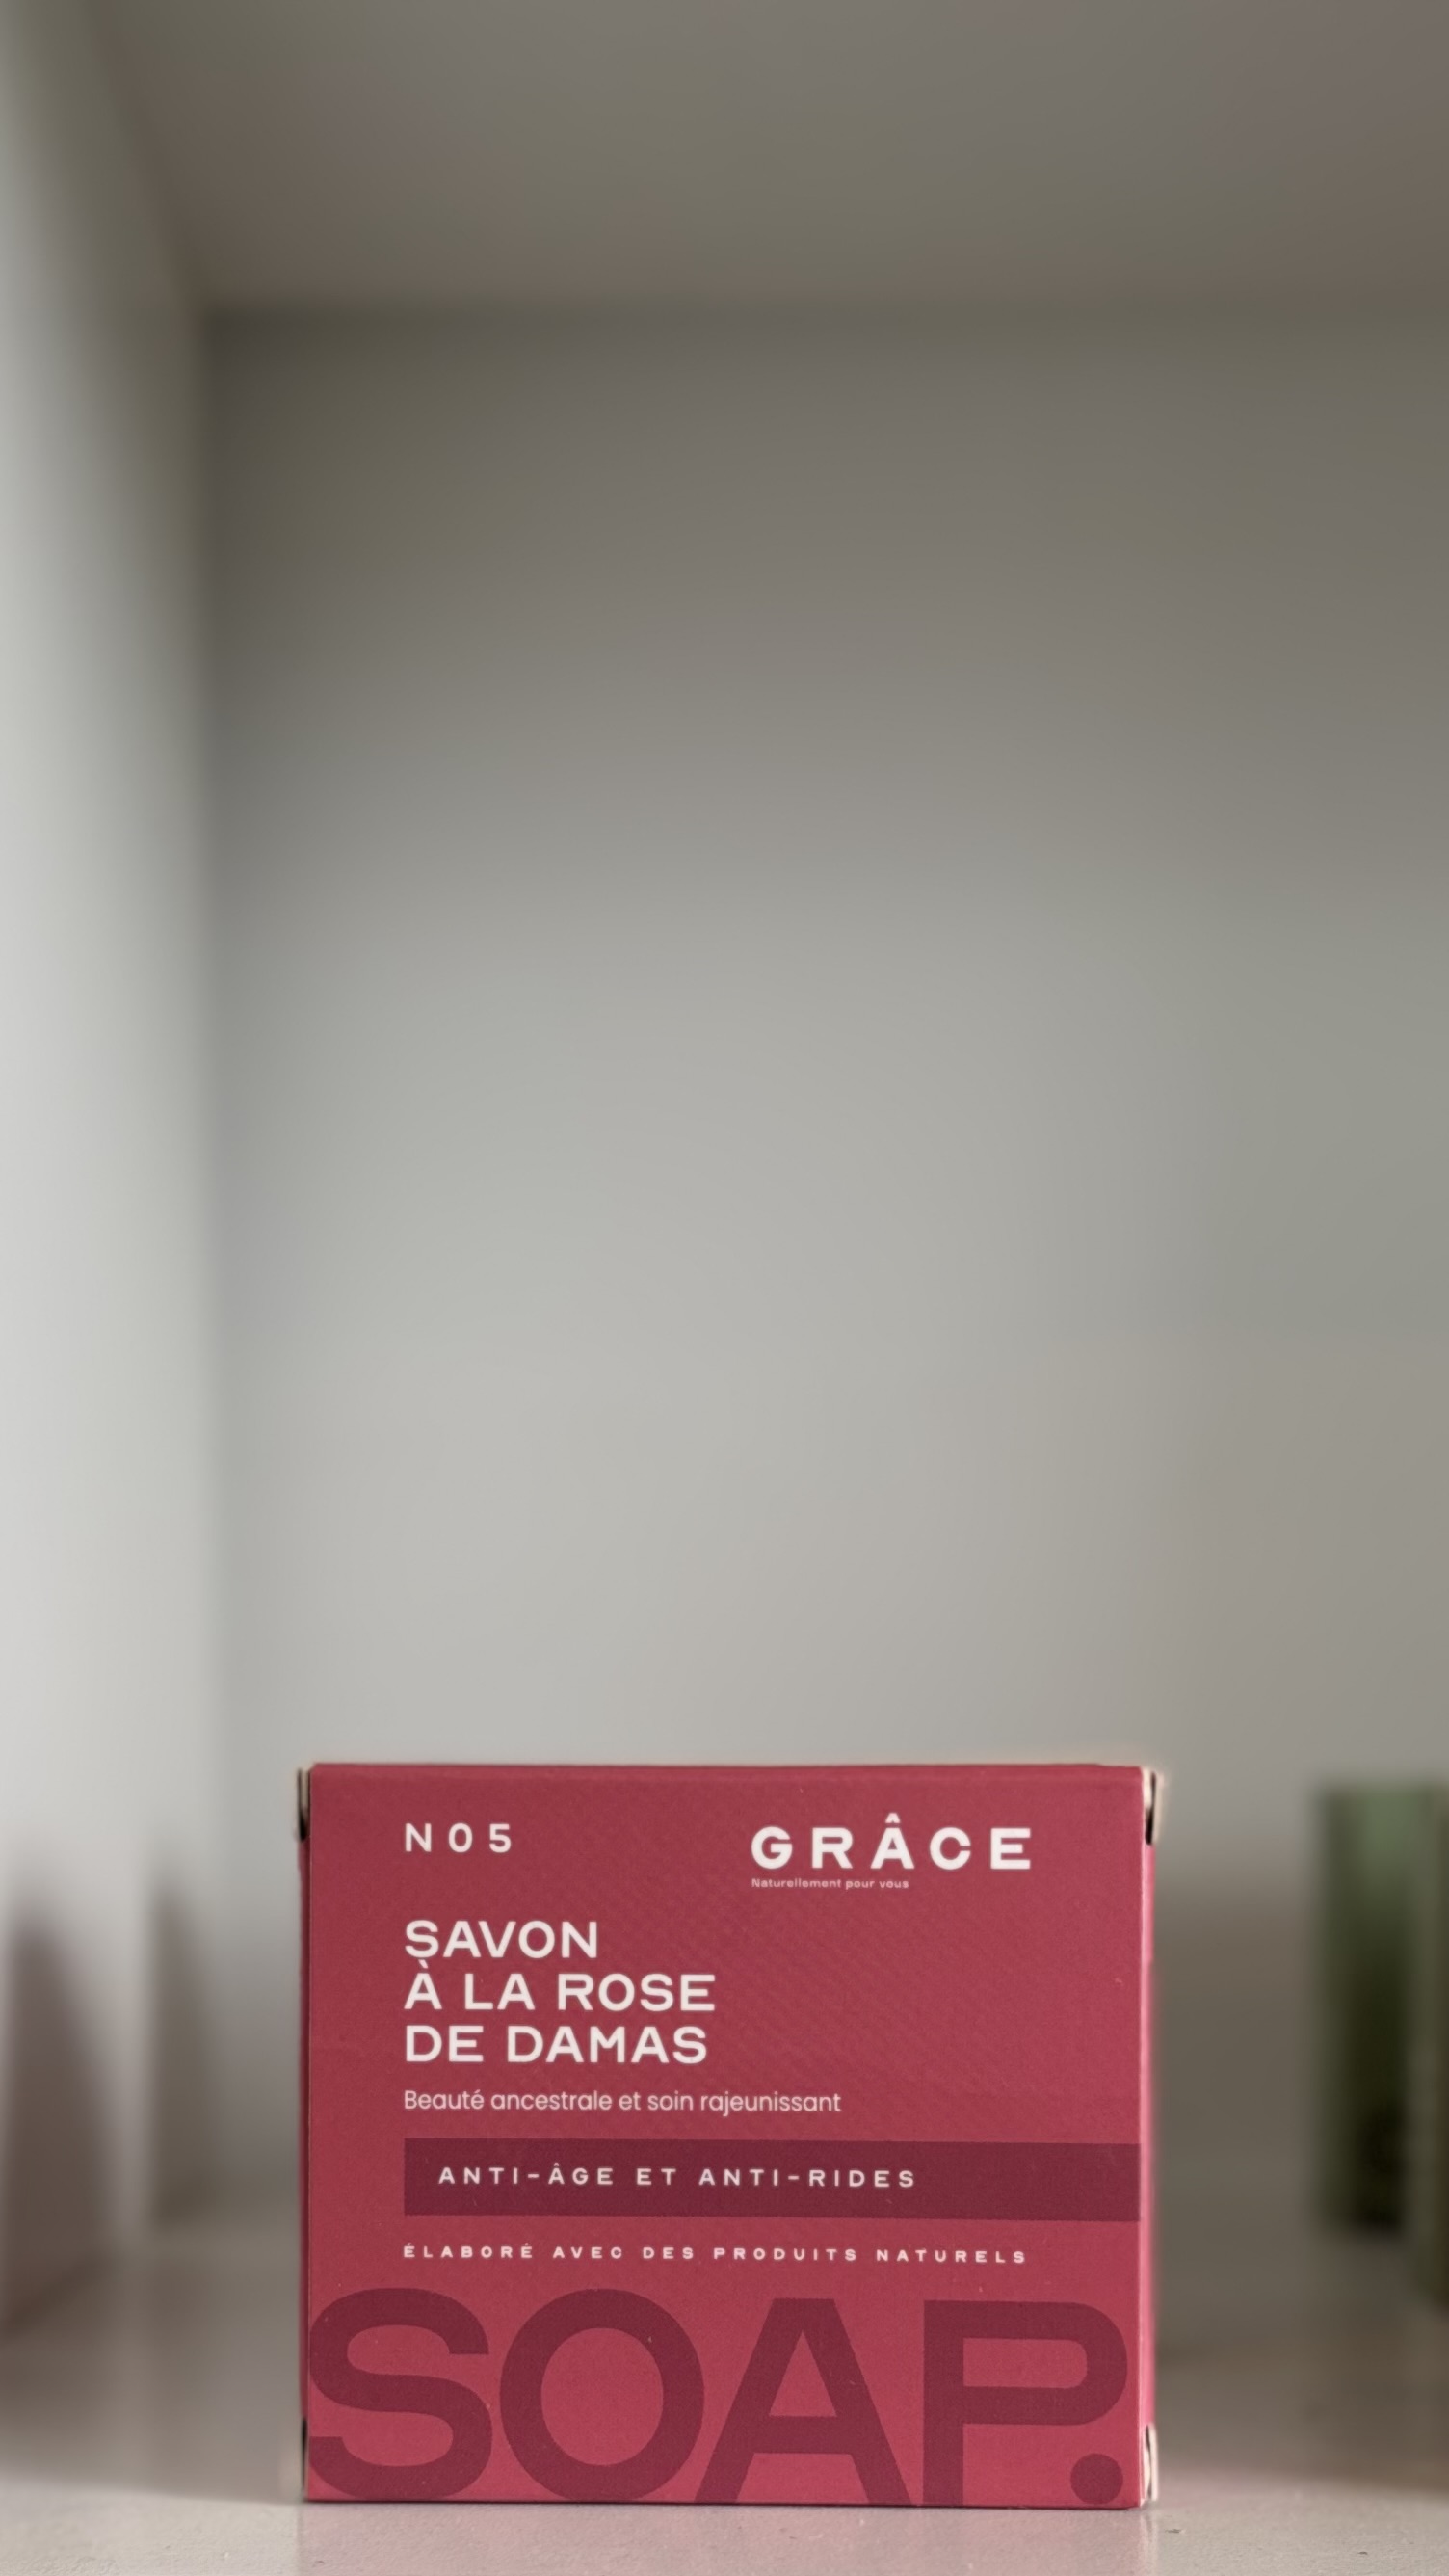 N05
GRÂCE
Naturellement pour vous
SAVON
À LA ROSE
DE DAMAS
Beauté ancestrale et soin rajeunissant
ANTI-ÂGE ET ANTI-RIDES
ÉLABORÉ AVEC DES PRODUITS NATURELS
SOAP.